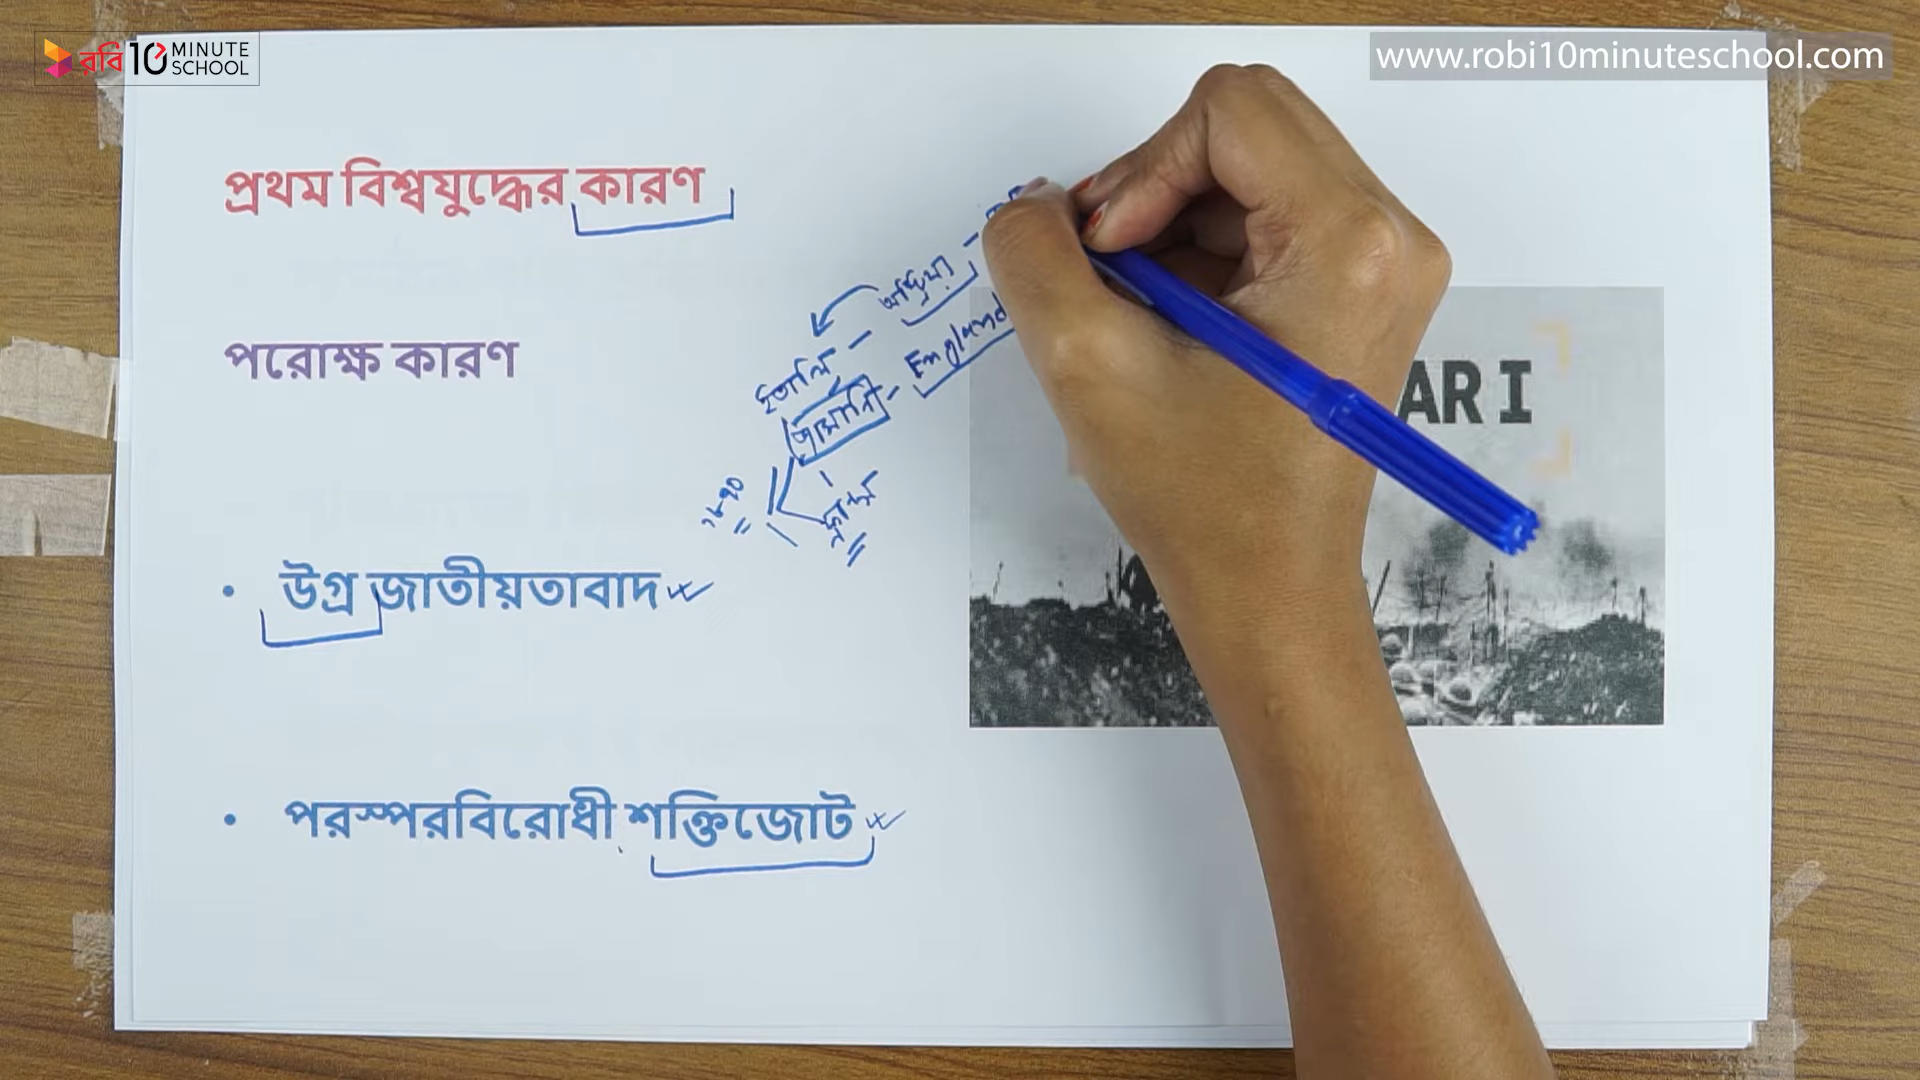 রবি 10 MINUTE SCHOOL
www.robi10minuteschool.com
প্রথম বিশ্বযুদ্ধের কারণ
পরোক্ষ কারণ
ইতালি - অস্ট্রিয়া -
জার্মানী - England
ফ্রান্স
১৮৭০
AR I
• উগ্র জাতীয়তাবাদ
• পরস্পরবিরোধী শক্তিজোট